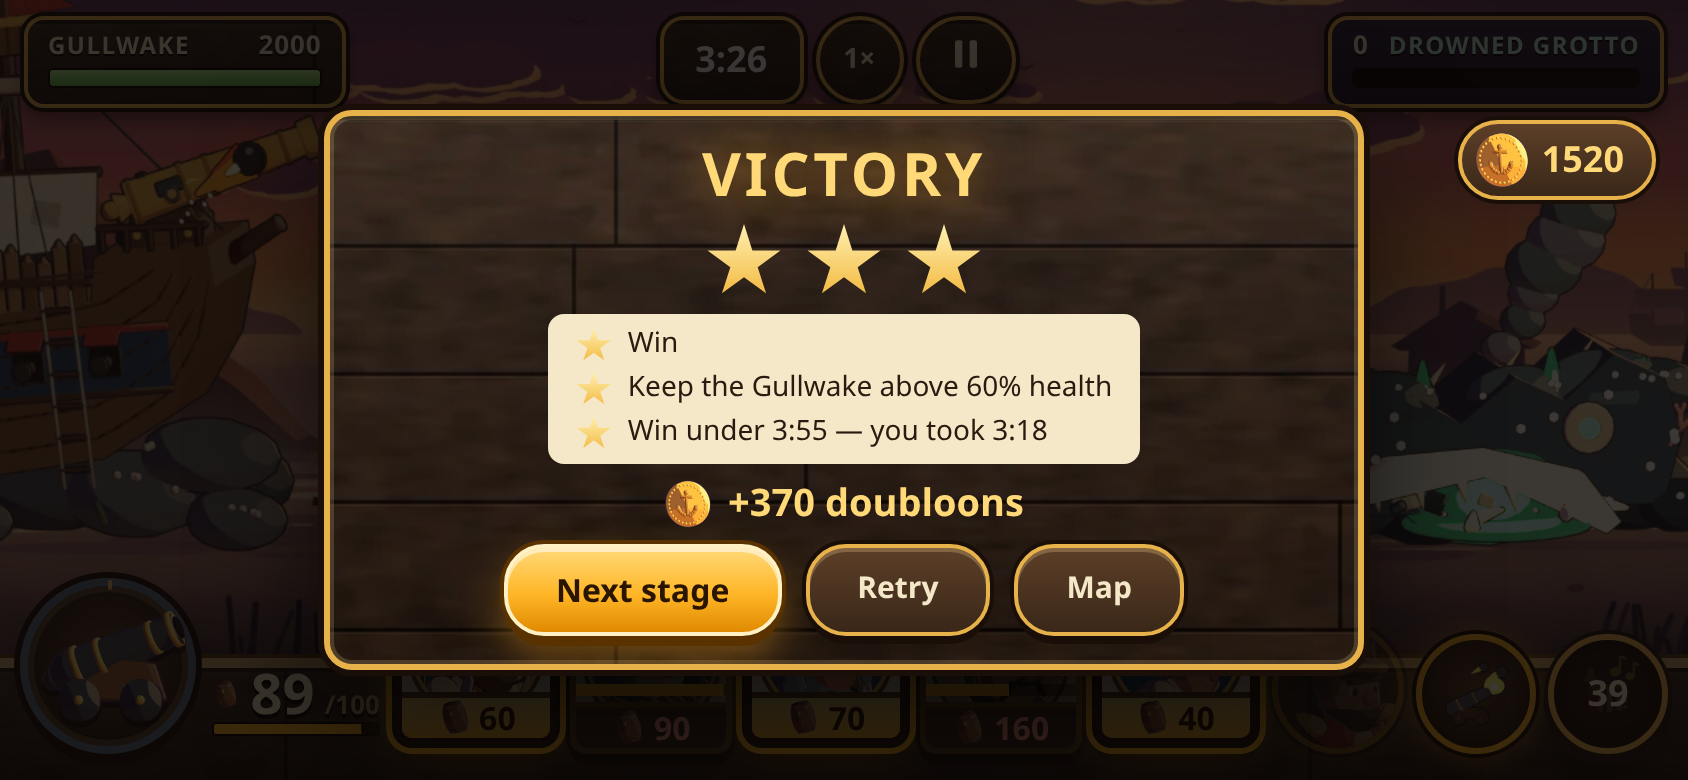 GULLWAKE 2000
3:26
1×
0 DROWNED GROTTO
1520
VICTORY
Win
Keep the Gullwake above 60% health
Win under 3:55 — you took 3:18
+370 doubloons
Next stage
Retry
Map
89 /100
60
90
70
160
40
39